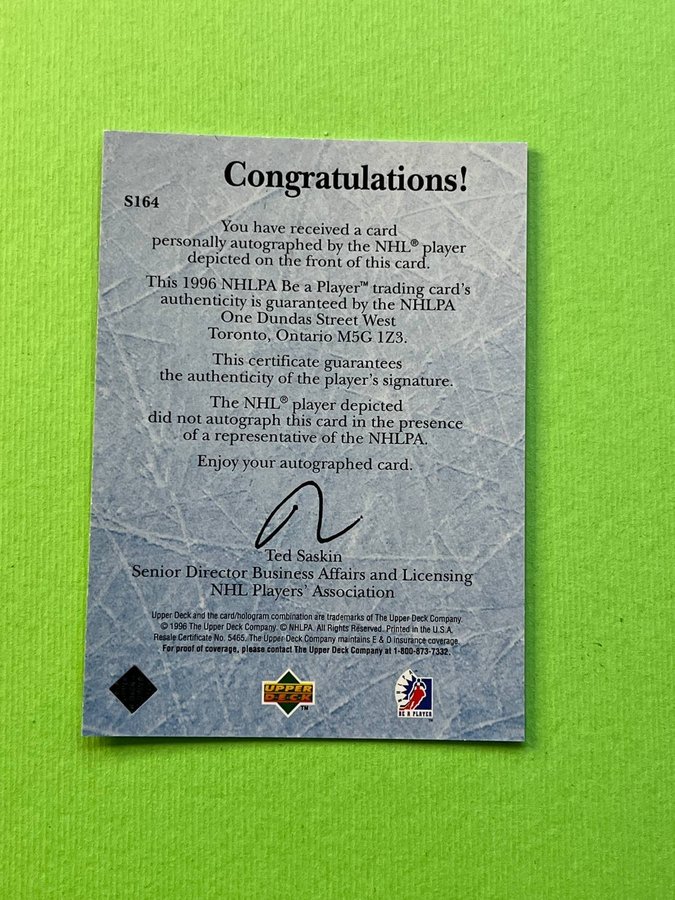 Congratulations!
S164
You have received a card
personally autographed by the NHL® player
depicted on the front of this card.
This 1996 NHLPA Be a Player™ trading card's
authenticity is guaranteed by the NHLPA
One Dundas Street West
Toronto, Ontario M5G 1Z3.
This certificate guarantees
the authenticity of the player's signature.
The NHL® player depicted
did not autograph this card in the presence
of a representative of the NHLPA.
Enjoy your autographed card.
Ted Saskin
Senior Director Business Affairs and Licensing
NHL Players' Association
Upper Deck and the card/hologram combination are trademarks of The Upper Deck Company.
© 1996 The Upper Deck Company. © NHLPA. All Rights Reserved. Printed in the U.S.A.
Resale Certificate No. 5465. The Upper Deck Company maintains E & O insurance coverage.
For proof of coverage, please contact The Upper Deck Company at 1-800-873-7332.
UPPER
DECK
™
BE A PLAYER
™